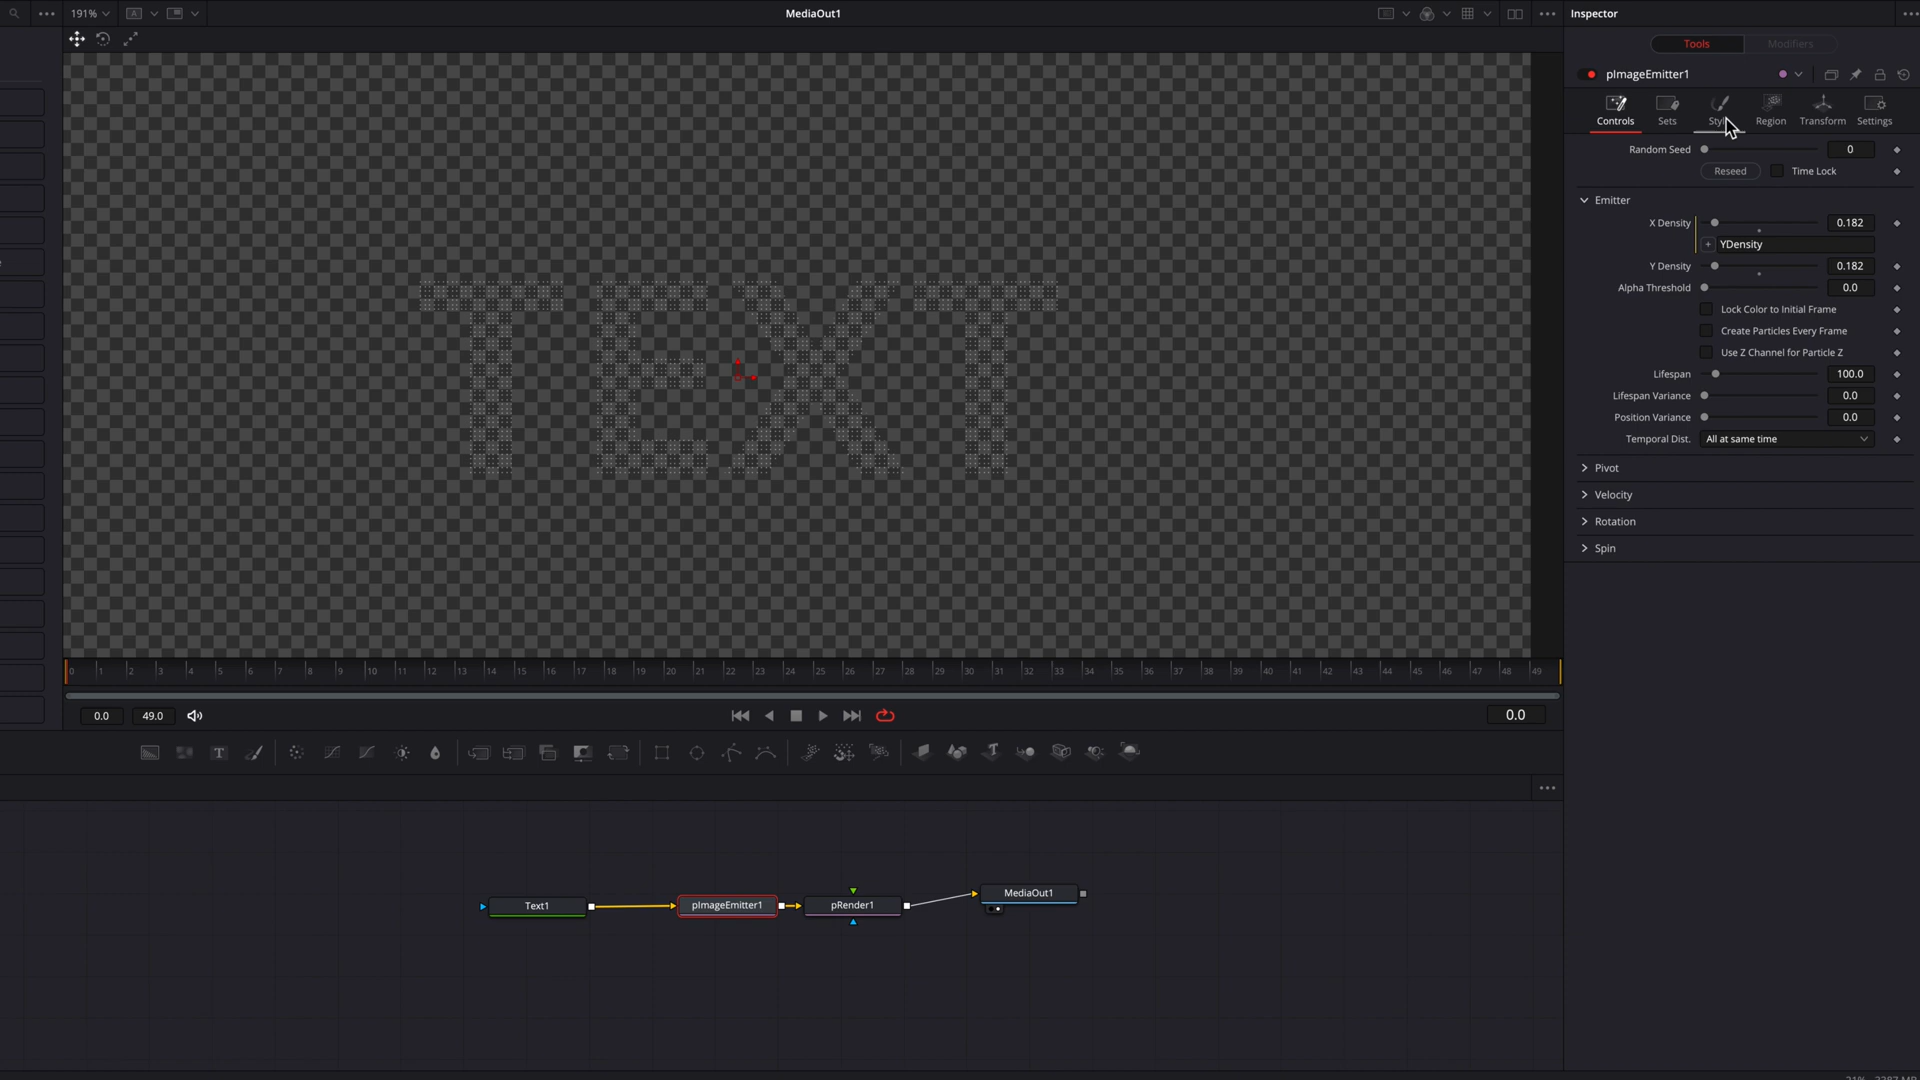 191%
A
MediaOut1
Inspector
Tools
Modifiers
pImageEmitter1
Controls
Sets
Region
Transform
Settings
Random Seed
0
Reseed
Time Lock
Emitter
X Density
0.182
YDensity
Y Density
0.182
Alpha Threshold
0.0
Lock Color to Initial Frame
Create Particles Every Frame
Use Z Channel for Particle Z
Lifespan
100.0
Lifespan Variance
0.0
Position Variance
0.0
Temporal Dist.
All at same time
Pivot
Velocity
Rotation
Spin
TEXT
0 1 2 3 4 5 6 7 8 9 10 11 12 13 14 15 16 17 18 19 20 21 22 23 24 25 26 27 28 29 30 31 32 33 34 35 36 37 38 39 40 41 42 43 44 45 46 47 48 49
0.0
49.0
0.0
T
T
Text1
pImageEmitter1
pRender1
MediaOut1